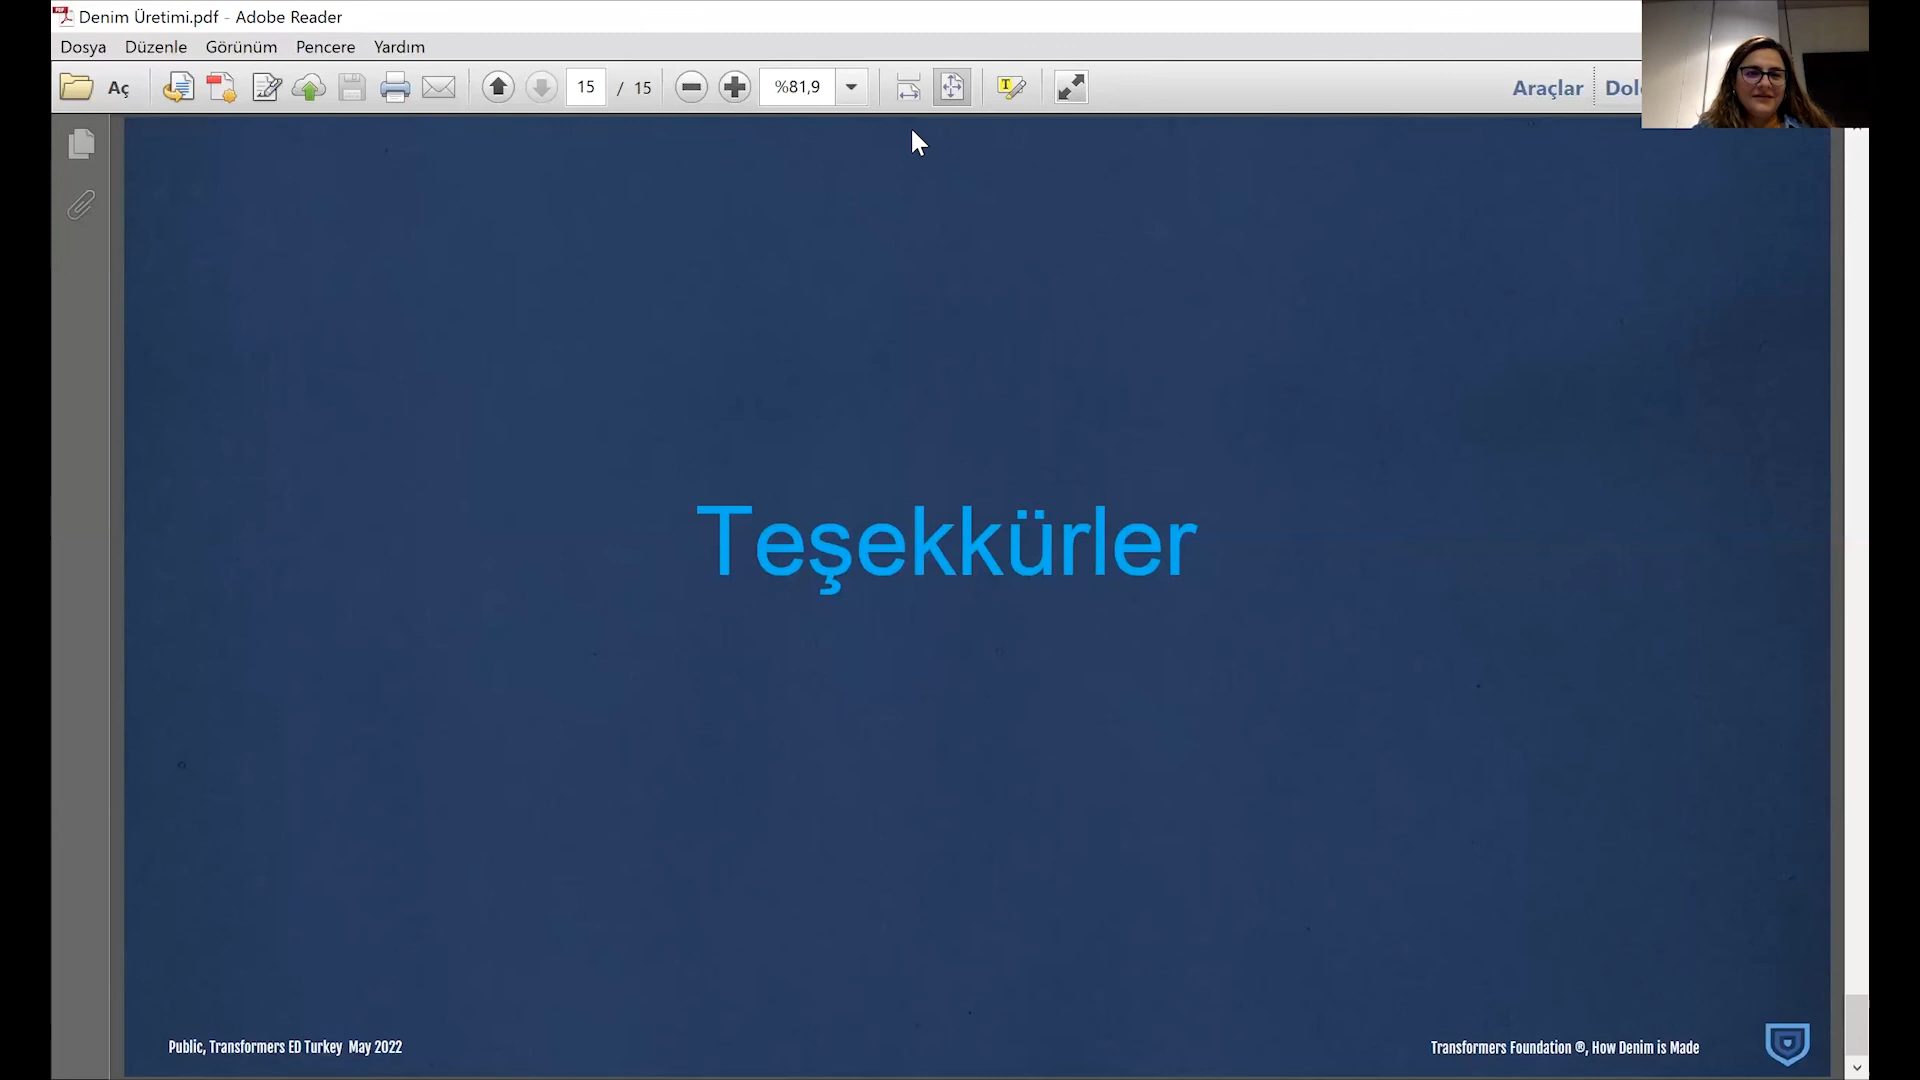 Denim Üretimi.pdf - Adobe Reader
Dosya Düzenle Görünüm Pencere Yardım
Aç 15 / 15 %81,9 Araçlar
Teşekkürler
Public, Transformers ED Turkey May 2022
Transformers Foundation ®, How Denim is Made